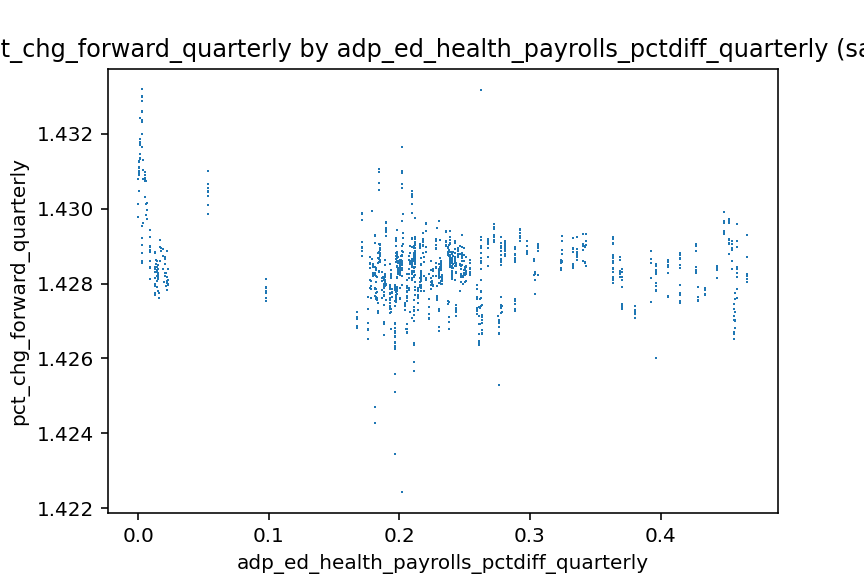 t_chg_forward_quarterly by adp_ed_health_payrolls_pctdiff_quarterly (sa
pct_chg_forward_quarterly
1.432
1.430
1.428
1.426
1.424
1.422
0.0 0.1 0.2 0.3 0.4
adp_ed_health_payrolls_pctdiff_quarterly